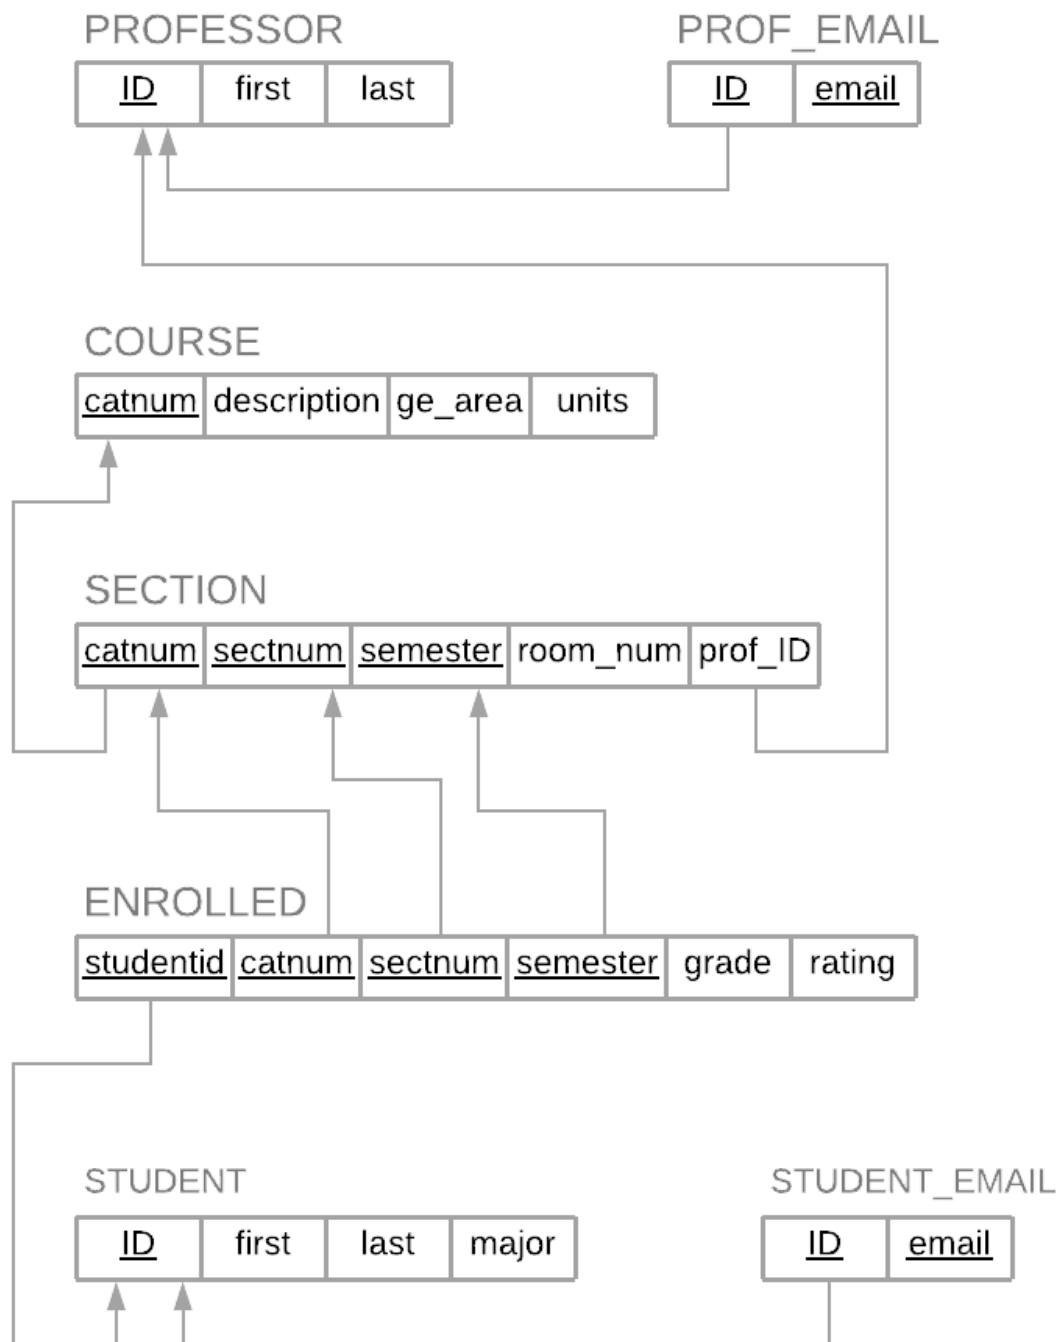 PROFESSOR PROF_EMAIL
ID first last ID email
COURSE
catnum description ge_area units
SECTION
catnum sectnum semester room_num prof_ID
ENROLLED
studentid catnum sectnum semester grade rating
STUDENT STUDENT_EMAIL
ID first last major ID email